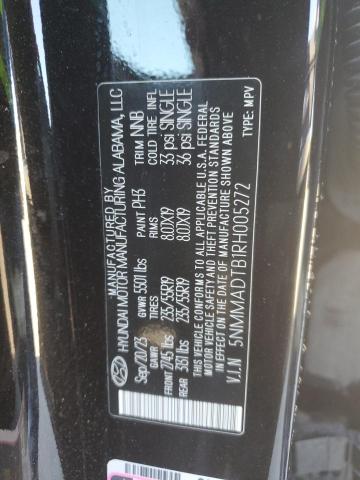 MANUFACTURED BY
HYUNDAI MOTOR MANUFACTURING ALABAMA, LLC
Sep/20/23 GVWR 5501 lbs PAINT PH3 TRIM NNB
GAWR RIMS COLD TIRE INFL
FRONT 2745 lbs 235/55R19 8.0JX19 33 psi SINGLE
REAR 3161 lbs 235/55R19 8.0JX19 36 psi SINGLE
THIS VEHICLE CONFORMS TO ALL APPLICABLE U.S.A. FEDERAL
MOTOR VEHICLE SAFETY AND THEFT PREVENTION STANDARDS
IN EFFECT ON THE DATE OF MANUFACTURE SHOWN ABOVE
V.I.N 5NMMADTB1RH005272 TYPE: MPV